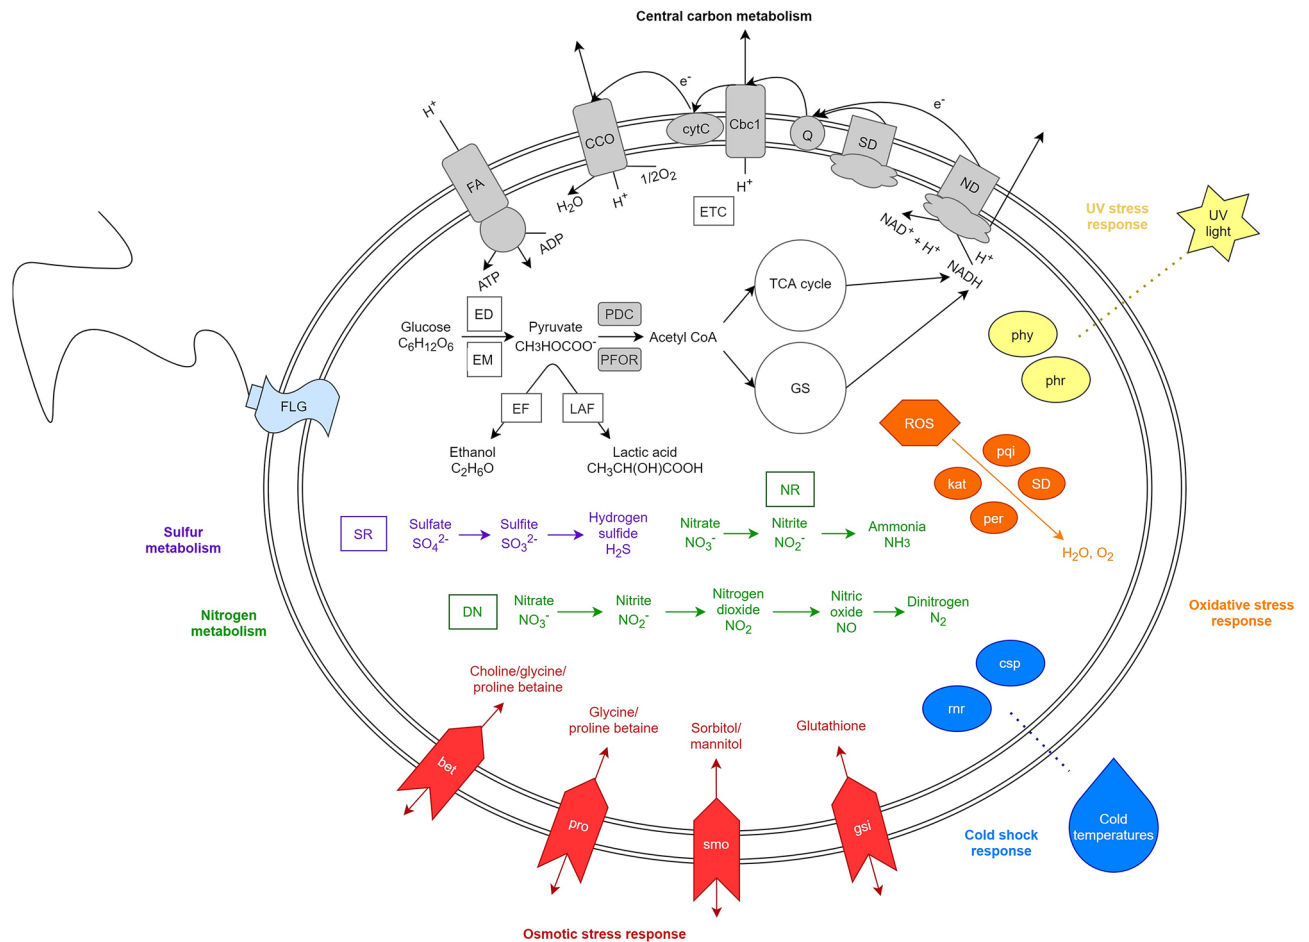 Central carbon metabolism
H⁺
e⁻
e⁻
FA
CCO
cytC
Cbc1
Q
SD
ND
H₂O
H⁺
1/2O₂
H⁺
ETC
ADP
ATP
NAD⁺ + H⁺
H⁺
NADH
UV stress
response
UV
light
ED
Glucose
C₆H₁₂O₆
EM
Pyruvate
CH3HOCOO⁻
PDC
PFOR
Acetyl CoA
TCA cycle
GS
phy
phr
FLG
EF
LAF
Ethanol
C₂H₆O
Lactic acid
CH₃CH(OH)COOH
ROS
pqi
kat
SD
per
H₂O, O₂
NR
Sulfur
metabolism
SR
Sulfate
SO₄²⁻
Sulfite
SO₃²⁻
Hydrogen
sulfide
H₂S
Nitrate
NO₃⁻
Nitrite
NO₂⁻
Ammonia
NH3
Nitrogen
metabolism
DN
Nitrate
NO₃⁻
Nitrite
NO₂⁻
Nitrogen
dioxide
NO₂
Nitric
oxide
NO
Dinitrogen
N₂
Oxidative stress
response
csp
rnr
Choline/glycine/
proline betaine
Glycine/
proline betaine
Sorbitol/
mannitol
Glutathione
bet
pro
smo
gsi
Cold shock
response
Cold
temperatures
Osmotic stress response